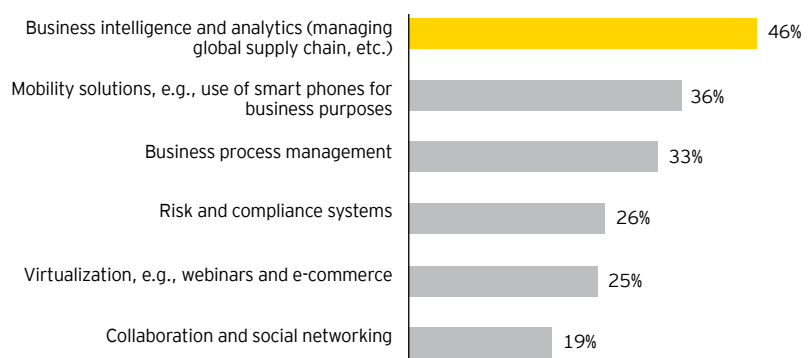 Business intelligence and analytics (managing
global supply chain, etc.)
46%
Mobility solutions, e.g., use of smart phones for
business purposes
36%
Business process management
33%
Risk and compliance systems
26%
Virtualization, e.g., webinars and e-commerce
25%
Collaboration and social networking
19%